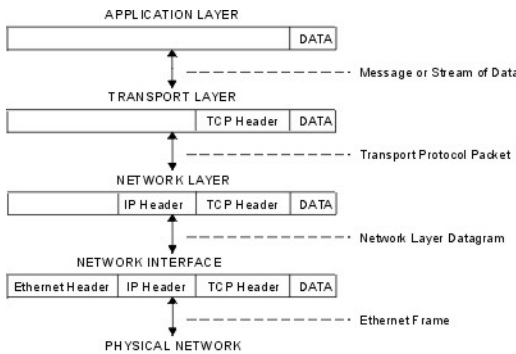 APPLICATION LAYER
DATA
Message or Stream of Data
TRANSPORT LAYER
TCP Header DATA
Transport Protocol Packet
NETWORK LAYER
IP Header TCP Header DATA
Network Layer Datagram
NETWORK INTERFACE
Ethernet Header IP Header TCP Header DATA
Ethernet Frame
PHYSICAL NETWORK